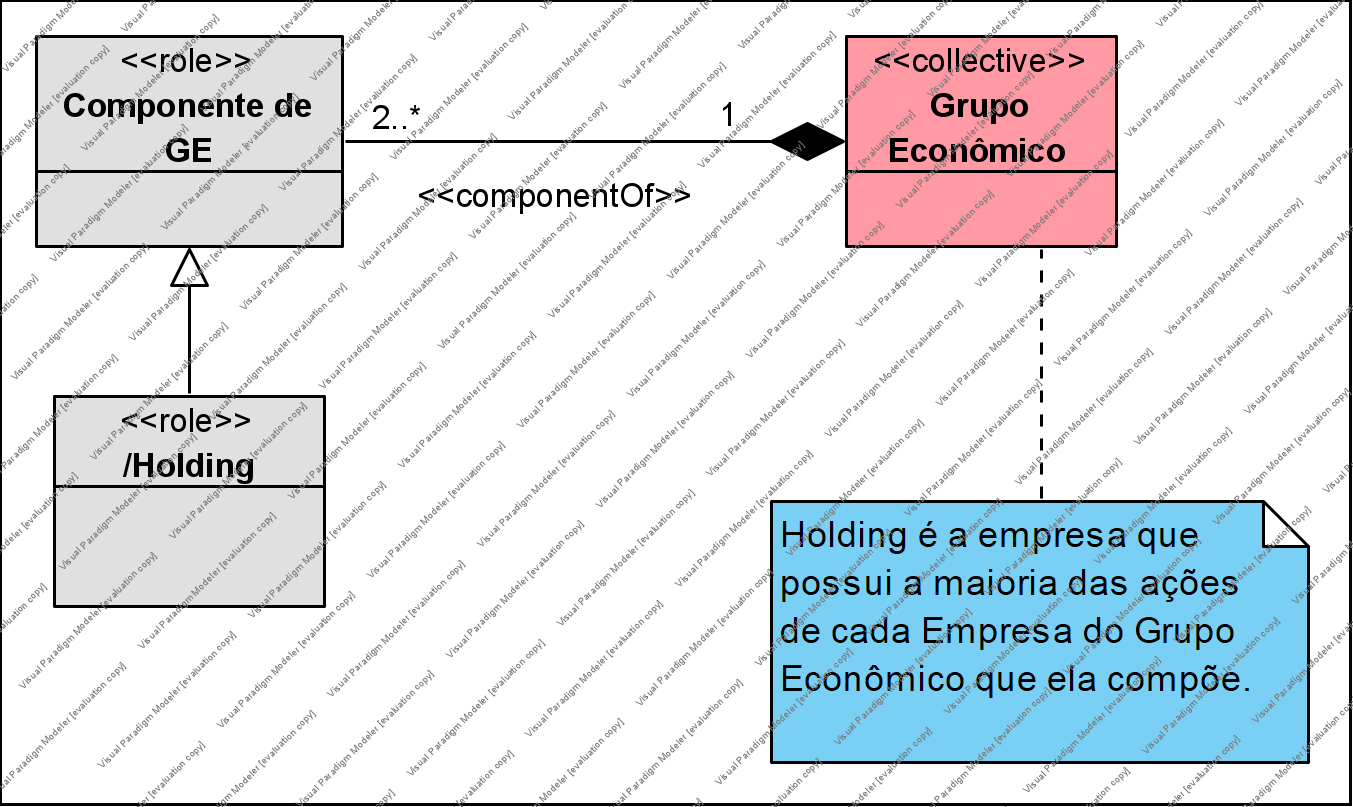 <<role>>
Componente de
GE
2..*
1
<<componentOf>>
<<collective>>
Grupo
Econômico
<<role>>
/Holding
Holding é a empresa que
possui a maioria das ações
de cada Empresa do Grupo
Econômico que ela compõe.
Visual Paradigm Modeler [evaluation copy]